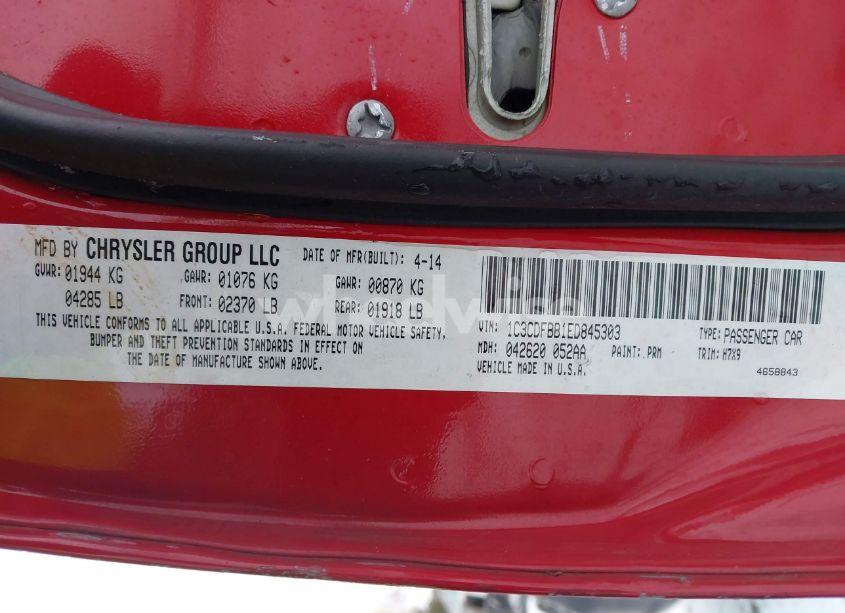 MFD BY CHRYSLER GROUP LLC DATE OF MFR(BUILT): 4-14
GVWR: 01944 KG GAWR: 01076 KG GAWR: 00870 KG
04285 LB FRONT: 02370 LB REAR: 01918 LB
THIS VEHICLE CONFORMS TO ALL APPLICABLE U.S.A. FEDERAL MOTOR VEHICLE SAFETY,
BUMPER AND THEFT PREVENTION STANDARDS IN EFFECT ON
THE DATE OF MANUFACTURE SHOWN ABOVE.
VIN: 1C3CDFBB1ED845303 TYPE: PASSENGER CAR
MDH: 042620 052AA PAINT: PRM TRIM: H7X9
VEHICLE MADE IN U.S.A. 4658843